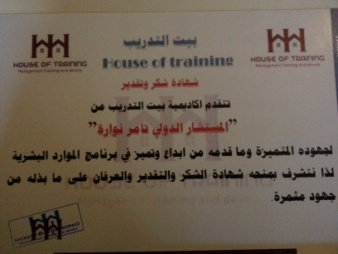 بيت التدريب
House of training
HOUSE OF TRAINING
HOUSE OF TRAINING
شهادة شكر وتقدير
تتقدم اكاديمية بيت التدريب من
"المستشار الدولي تامر نوارة"
لجهوده المتميزة وما قدمه من ابداع وتميز في برنامج الموارد البشرية
لذا نتشرف بمنحه شهادة الشكر والتقدير والعرفان على ما بذله من
جهود مثمرة.